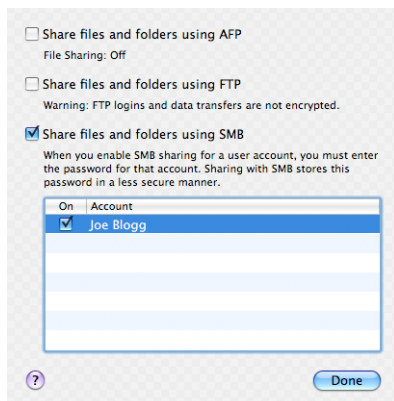 Share files and folders using AFP
File Sharing: Off
Share files and folders using FTP
Warning: FTP logins and data transfers are not encrypted.
Share files and folders using SMB
When you enable SMB sharing for a user account, you must enter
the password for that account. Sharing with SMB stores this
password in a less secure manner.
On Account
Joe Blogg
? Done